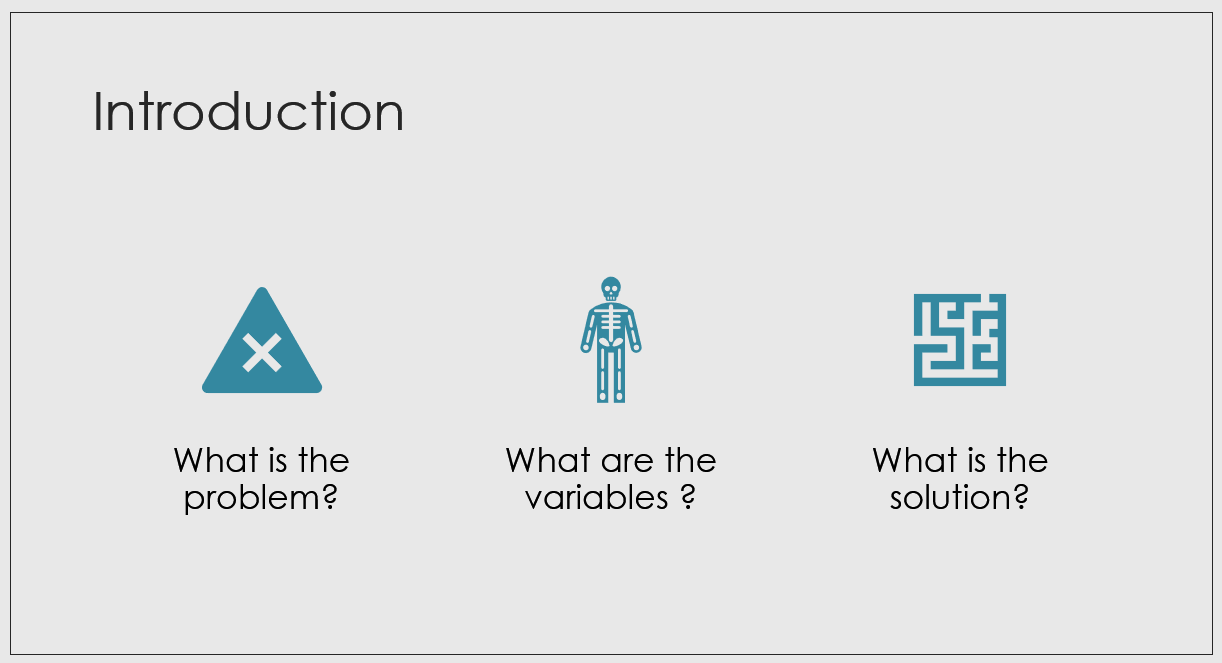 Introduction
What is the
problem?
What are the
variables ?
What is the
solution?